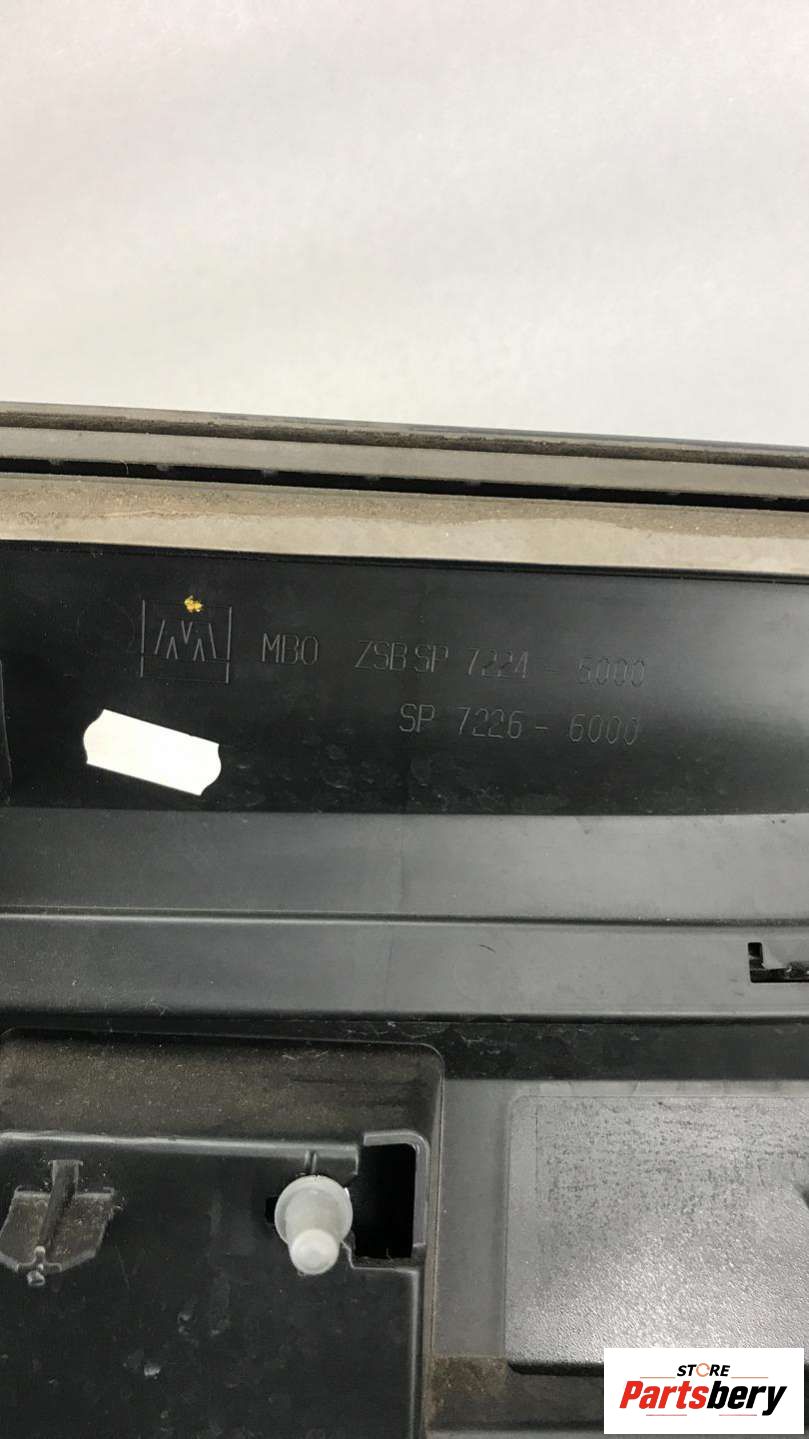 MBO ZSB SP 7224 - 6000
SP 7226 - 6000
STORE
Partsbery